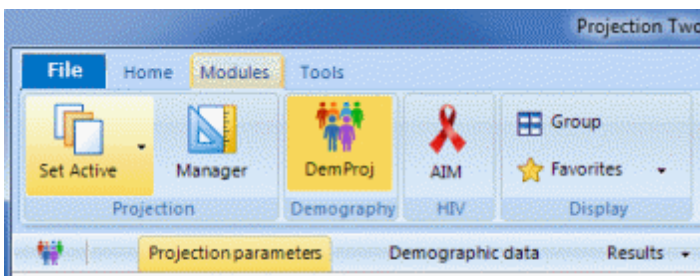 Projection Two
File Home Modules Tools
Set Active Manager DemProj AIM Group
Favorites
Projection Demography HIV Display
Projection parameters Demographic data Results